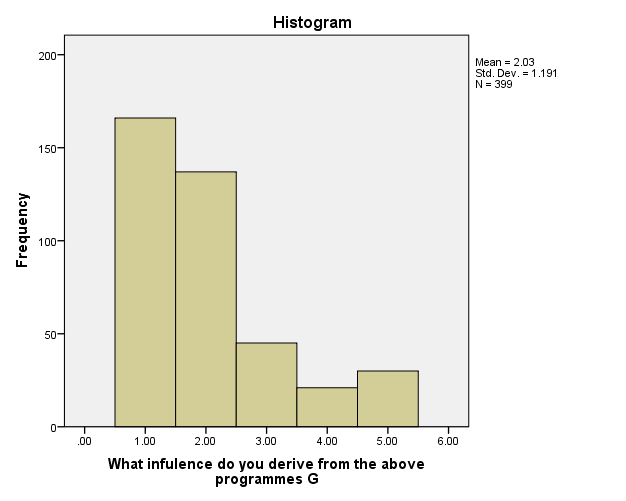 Histogram
Mean = 2.03
Std. Dev. = 1.191
N = 399
200
150
100
50
0
Frequency
.00 1.00 2.00 3.00 4.00 5.00 6.00
What infulence do you derive from the above
programmes G